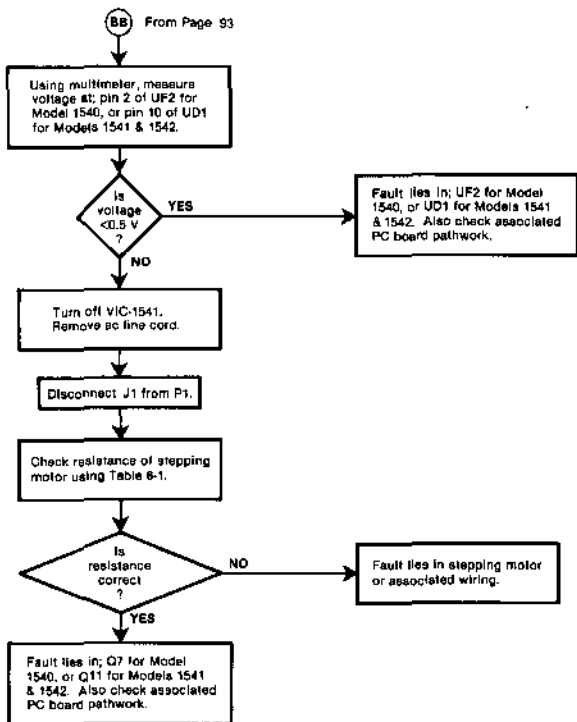 BB From Page 93
Using multimeter, measure
voltage at; pin 2 of UF2 for
Model 1540, or pin 10 of UD1
for Models 1541 & 1542.
Is
voltage
<0.5 V
?
YES
Fault lies in; UF2 for Model
1540, or UD1 for Models 1541
& 1542. Also check associated
PC board pathwork.
NO
Turn off VIC-1541.
Remove ac line cord.
Disconnect J1 from P1.
Check resistance of stepping
motor using Table 6-1.
Is
resistance
correct
?
NO
Fault lies in stepping motor
or associated wiring.
YES
Fault lies in; Q7 for Model
1540, or Q11 for Models 1541
& 1542. Also check associated
PC board pathwork.